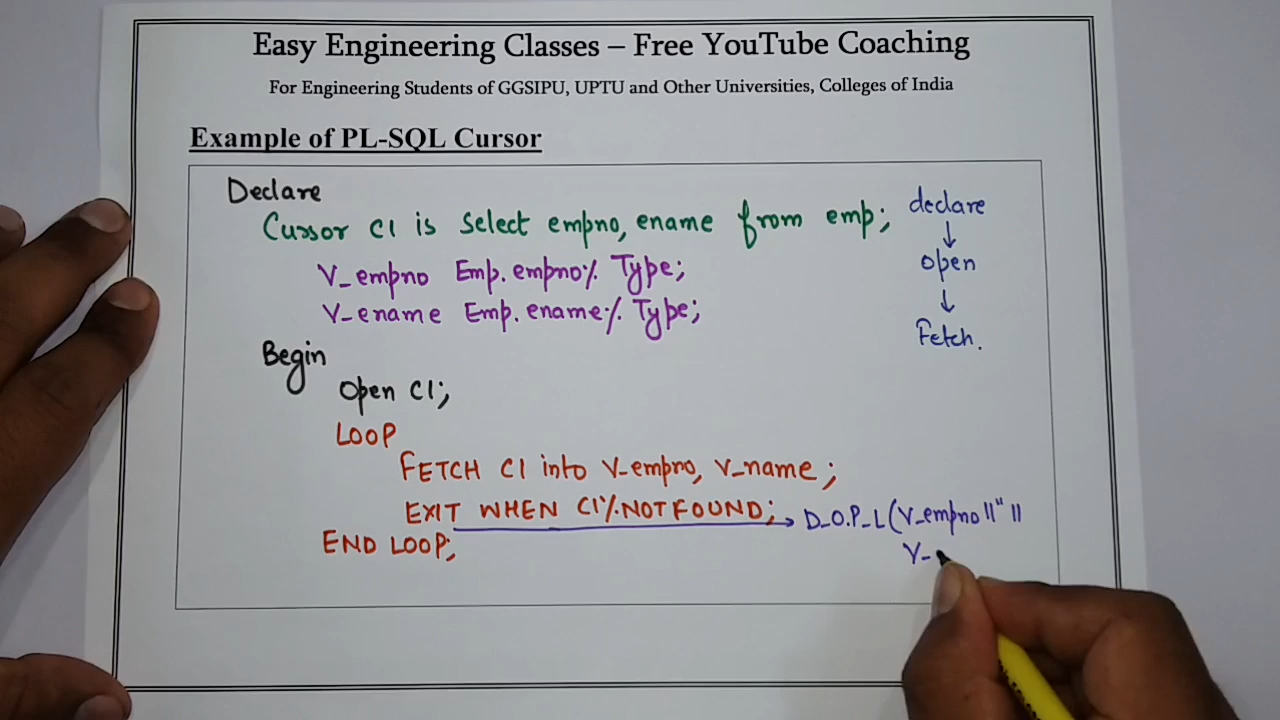 Easy Engineering Classes – Free YouTube Coaching
For Engineering Students of GGSIPU, UPTU and Other Universities, Colleges of India
Example of PL-SQL Cursor
Declare
Cursor C1 is Select empno, ename from emp;
V_empno Emp.empno% Type;
V_ename Emp.ename% Type;
Begin
Open C1;
LOOP
FETCH C1 into V_empno, V_name;
EXIT WHEN C1%NOTFOUND;
D_O.P_L(V_empno||"||
V_
END LOOP;
declare
↓
open
↓
Fetch.